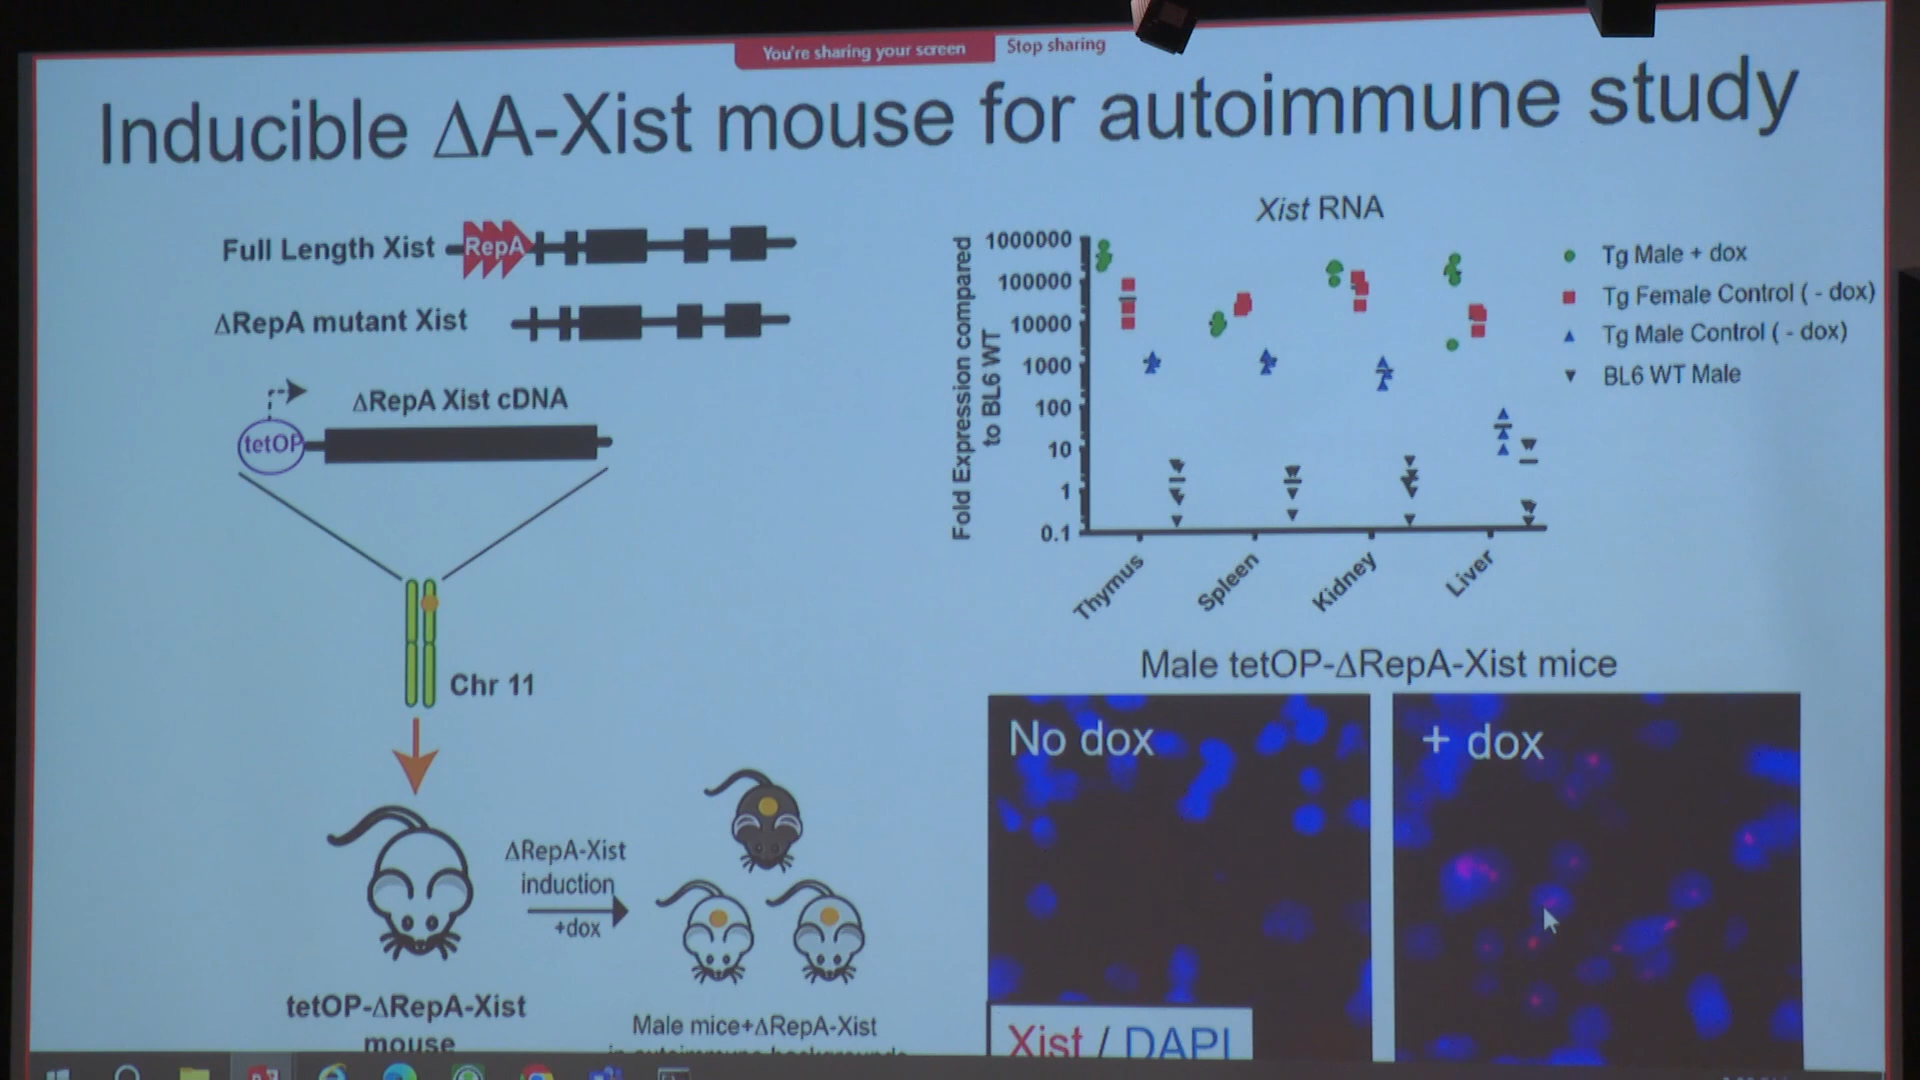 You're sharing your screen
Stop sharing
Inducible ΔA-Xist mouse for autoimmune study
Full Length Xist
RepA
ΔRepA mutant Xist
ΔRepA Xist cDNA
tetOP
Chr 11
ΔRepA-Xist
induction
+dox
tetOP-ΔRepA-Xist
mouse
Male mice+ΔRepA-Xist
in autoimmune backgrounds
Xist RNA
Fold Expression compared
to BL6 WT
1000000
100000
10000
1000
100
10
1
0.1
Thymus
Spleen
Kidney
Liver
Tg Male + dox
Tg Female Control ( - dox)
Tg Male Control ( - dox)
BL6 WT Male
Male tetOP-ΔRepA-Xist mice
No dox
+ dox
Xist / DAPI